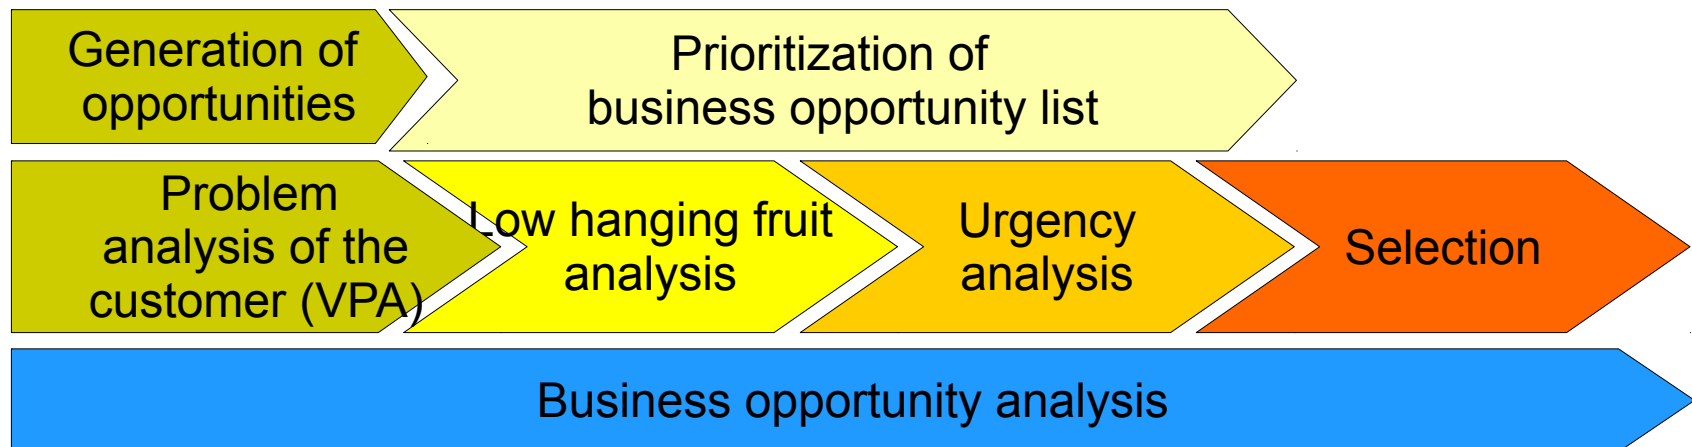 Generation of
opportunities
Prioritization of
business opportunity list
Problem
analysis of the
customer (VPA)
Low hanging fruit
analysis
Urgency
analysis
Selection
Business opportunity analysis